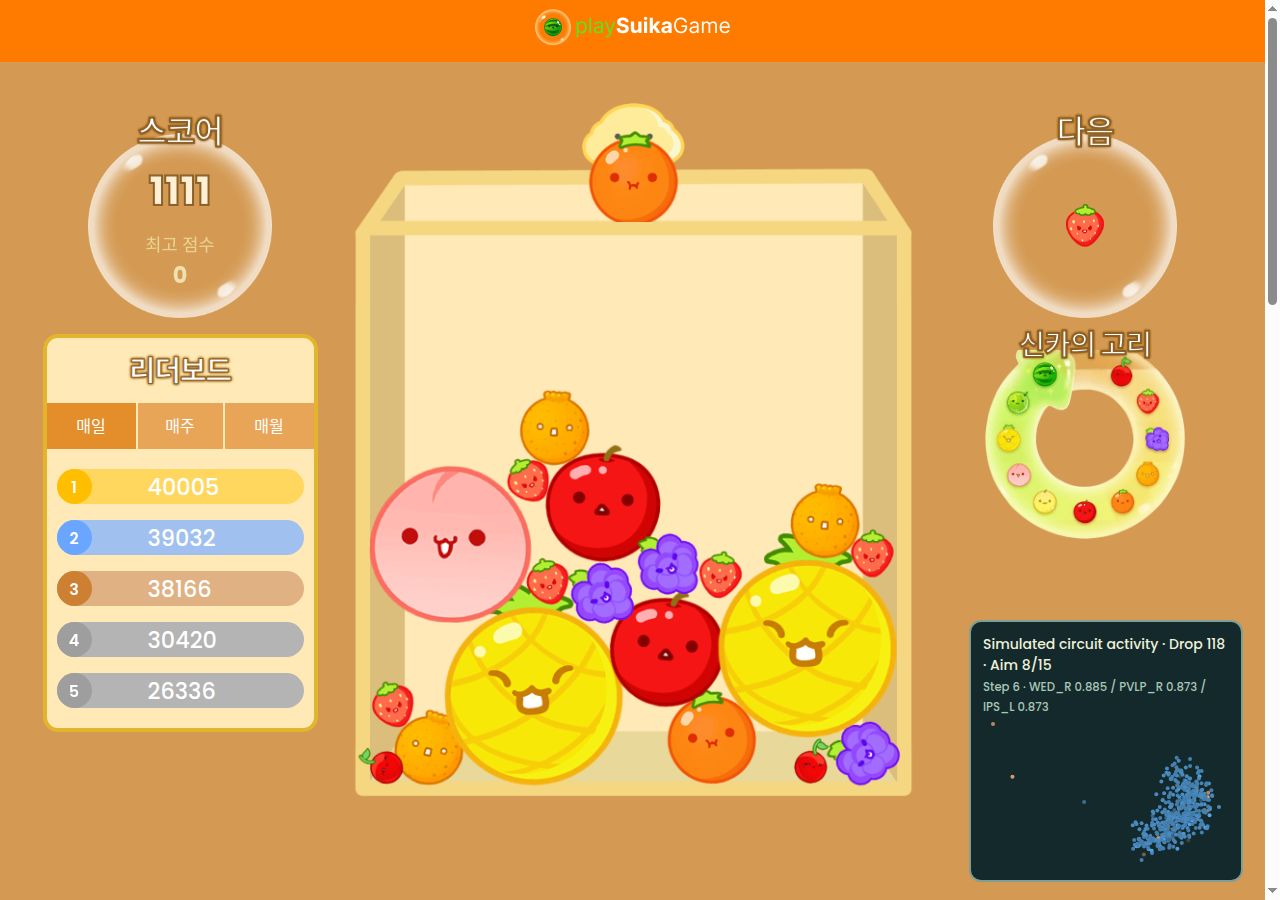 playSuikaGame
스코어
1111
최고 점수
0
다음
신카의 고리
리더보드
매일 매주 매월
1 40005
2 39032
3 38166
4 30420
5 26336
Simulated circuit activity · Drop 118
· Aim 8/15
Step 6 · WED_R 0.885 / PVLP_R 0.873 /
IPS_L 0.873